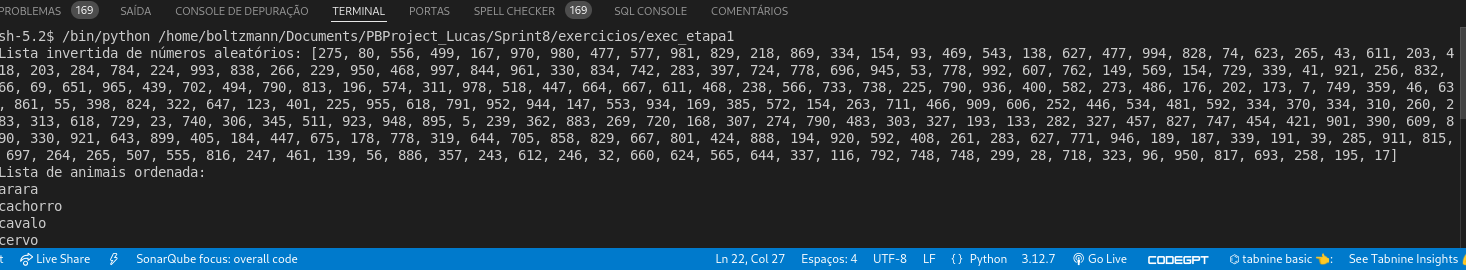 PROBLEMAS 169 SAÍDA CONSOLE DE DEPURAÇÃO TERMINAL PORTAS SPELL CHECKER 169 SQL CONSOLE COMENTÁRIOS
sh-5.2$ /bin/python /home/boltzmann/Documents/PBProject_Lucas/Sprint8/exercicios/exec_etapa1
Lista invertida de números aleatórios: [275, 80, 556, 499, 167, 970, 980, 477, 577, 981, 829, 218, 869, 334, 154, 93, 469, 543, 138, 627, 477, 994, 828, 74, 623, 265, 43, 611, 203, 4
18, 203, 284, 784, 224, 993, 838, 266, 229, 950, 468, 997, 844, 961, 330, 834, 742, 283, 397, 724, 778, 696, 945, 53, 778, 992, 607, 762, 149, 569, 154, 729, 339, 41, 921, 256, 832,
66, 69, 651, 965, 439, 702, 494, 790, 813, 196, 574, 311, 978, 518, 447, 664, 667, 611, 468, 238, 566, 733, 738, 225, 790, 936, 400, 582, 273, 486, 176, 202, 173, 7, 749, 359, 46, 63
, 861, 55, 398, 824, 322, 647, 123, 401, 225, 955, 618, 791, 952, 944, 147, 553, 934, 169, 385, 572, 154, 263, 711, 466, 909, 606, 252, 446, 534, 481, 592, 334, 370, 334, 310, 260, 2
83, 313, 618, 729, 23, 740, 306, 345, 511, 923, 948, 895, 5, 239, 362, 883, 269, 720, 168, 307, 274, 790, 483, 303, 327, 193, 133, 282, 327, 457, 827, 747, 454, 421, 901, 390, 609, 8
90, 330, 921, 643, 899, 405, 184, 447, 675, 178, 778, 319, 644, 705, 858, 829, 667, 801, 424, 888, 194, 920, 592, 408, 261, 283, 627, 771, 946, 189, 187, 339, 191, 39, 285, 911, 815,
697, 264, 265, 507, 555, 816, 247, 461, 139, 56, 886, 357, 243, 612, 246, 32, 660, 624, 565, 644, 337, 116, 792, 748, 748, 299, 28, 718, 323, 96, 950, 817, 693, 258, 195, 17]
Lista de animais ordenada:
arara
cachorro
cavalo
cervo
t Live Share SonarQube focus: overall code Ln 22, Col 27 Espaços: 4 UTF-8 LF { } Python 3.12.7 Go Live CODEGPT tabnine basic 👈: See Tabnine Insights